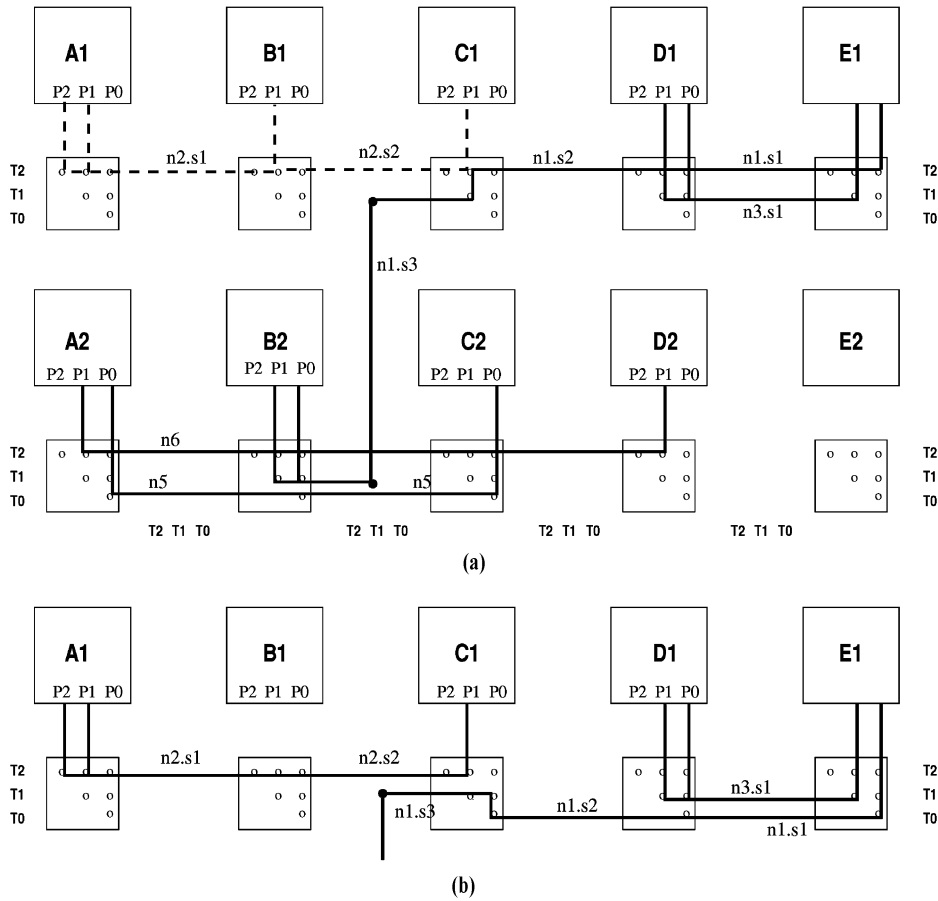 A1 B1 C1 D1 E1
P2 P1 P0 P2 P1 P0 P2 P1 P0 P2 P1 P0
n2.s1 n2.s2 n1.s2 n1.s1
T2 T2
T1 T1
n3.s1
T0 T0
n1.s3
A2 B2 C2 D2 E2
P2 P1 P0 P2 P1 P0 P2 P1 P0 P2 P1 P0
n6
T2 T2
T1 T1
n5 n5
T0 T0
T2 T1 T0 T2 T1 T0 T2 T1 T0 T2 T1 T0
(a)
A1 B1 C1 D1 E1
P2 P1 P0 P2 P1 P0 P2 P1 P0 P2 P1 P0
n2.s1 n2.s2
T2 T2
n3.s1
T1 T1
n1.s3 n1.s2
T0 T0
n1.s1
(b)